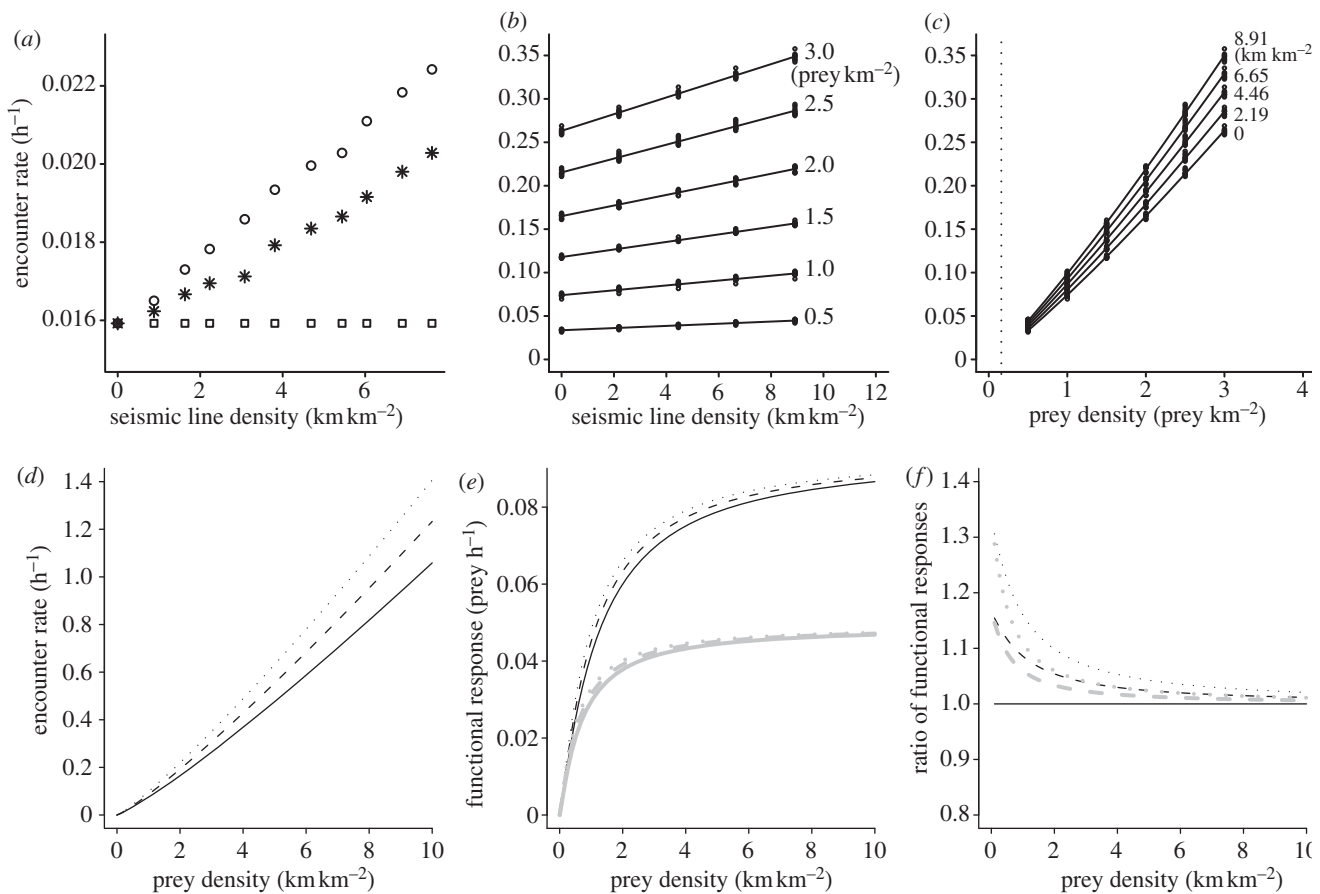 (a)
encounter rate (h⁻¹)
0.022
0.020
0.018
0.016
0 2 4 6
seismic line density (km km⁻²)
(b)
0.35
0.30
0.25
0.20
0.15
0.10
0.05
0
3.0
(prey km⁻²)
2.5
2.0
1.5
1.0
0.5
0 2 4 6 8 10 12
seismic line density (km km⁻²)
(c)
0.35
0.30
0.25
0.20
0.15
0.10
0.05
0
8.91
(km km⁻²
6.65
4.46
2.19
0
0 1 2 3 4
prey density (prey km⁻²)
(d)
encounter rate (h⁻¹)
1.4
1.2
1.0
0.8
0.6
0.4
0.2
0
0 2 4 6 8 10
prey density (km km⁻²)
(e)
functional response (prey h⁻¹)
0.08
0.06
0.04
0.02
0
0 2 4 6 8 10
prey density (km km⁻²)
(f)
ratio of functional responses
1.4
1.3
1.2
1.1
1.0
0.9
0.8
0 2 4 6 8
prey density (km km⁻²)